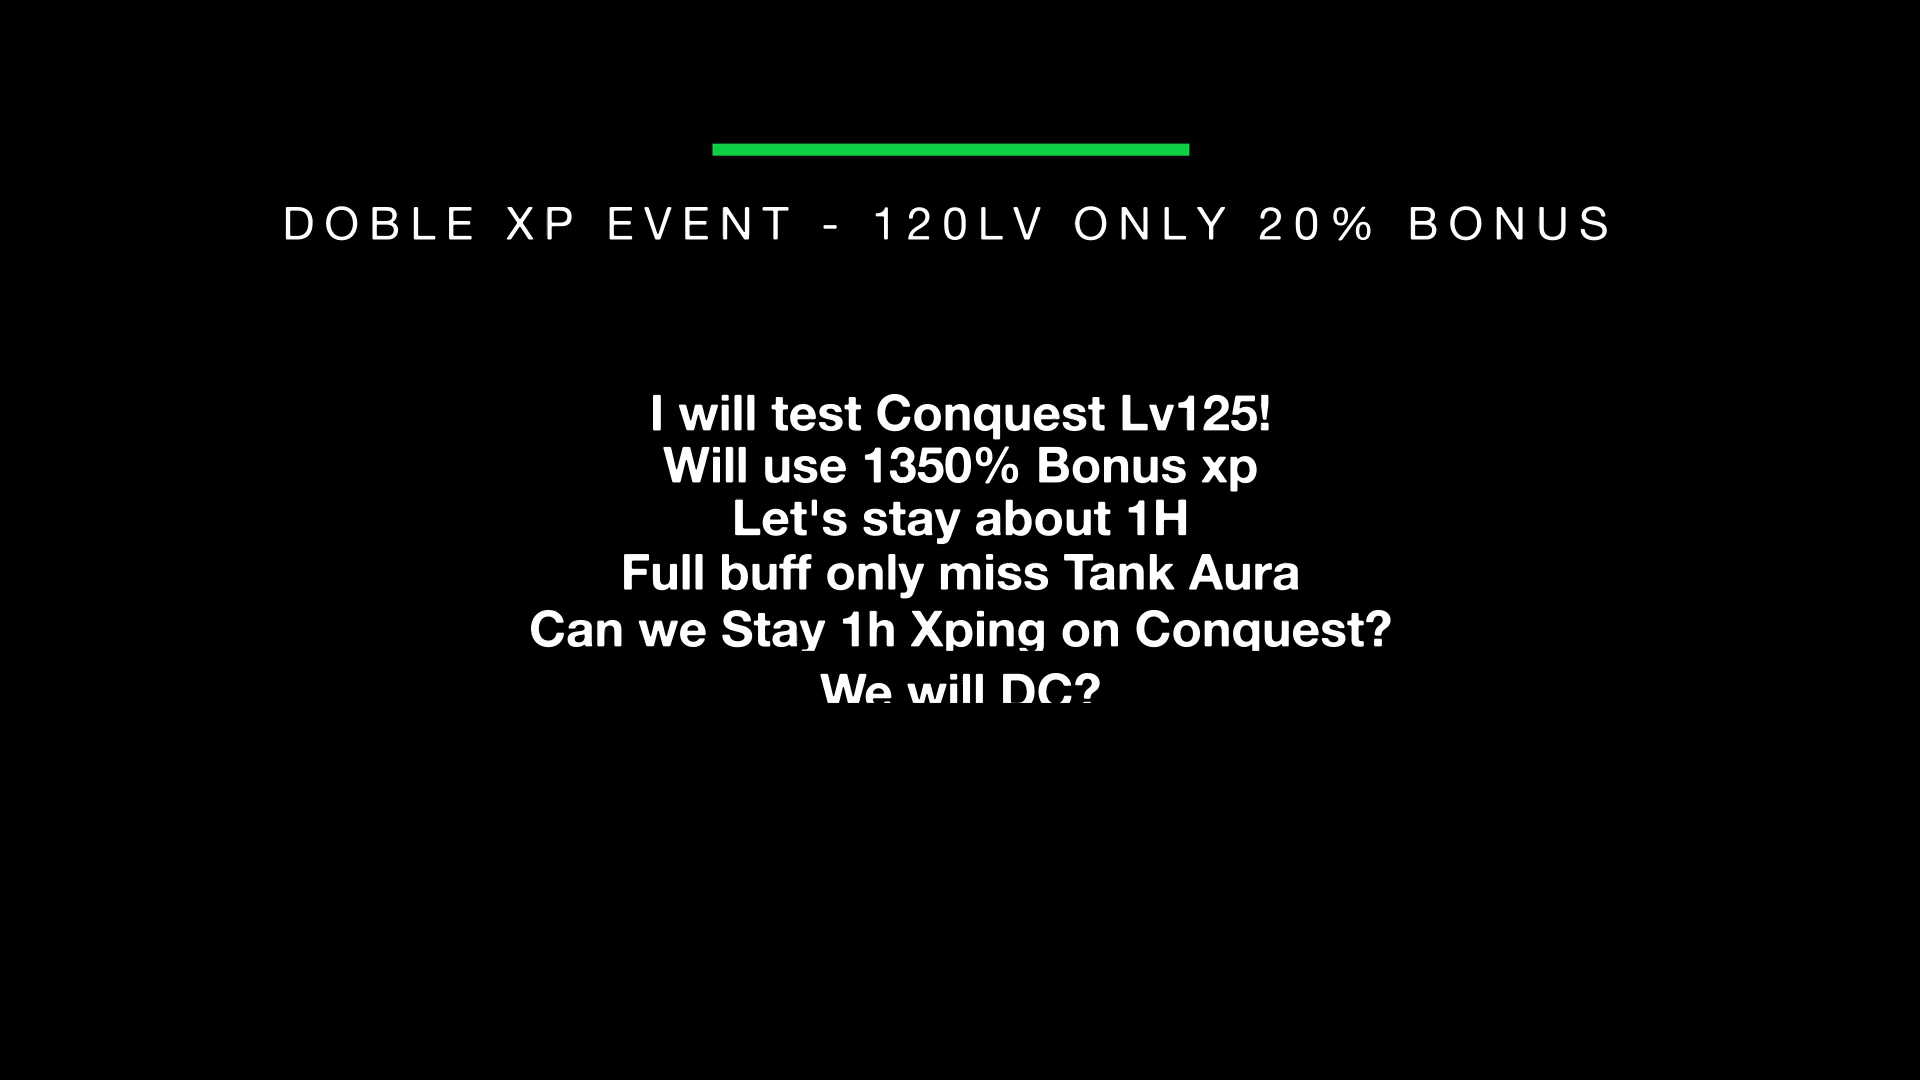 DOBLE XP EVENT - 120LV ONLY 20% BONUS
I will test Conquest Lv125!
Will use 1350% Bonus xp
Let's stay about 1H
Full buff only miss Tank Aura
Can we Stay 1h Xping on Conquest?
We will DC?